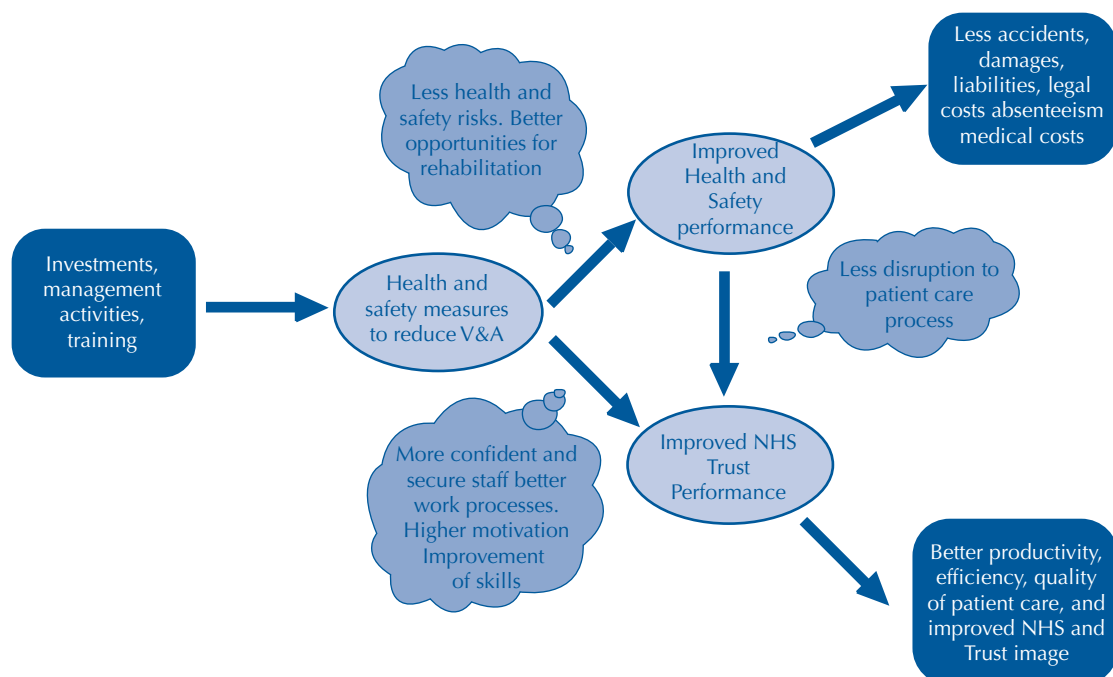 Less accidents,
damages,
liabilities, legal
costs absenteeism
medical costs
Less health and
safety risks. Better
opportunities for
rehabilitation
Improved
Health and
Safety
performance
Investments,
management
activities,
training
Health and
safety measures
to reduce V&A
Less disruption to
patient care
process
More confident and
secure staff better
work processes.
Higher motivation
Improvement
of skills
Improved NHS
Trust
Performance
Better productivity,
efficiency, quality
of patient care, and
improved NHS and
Trust image